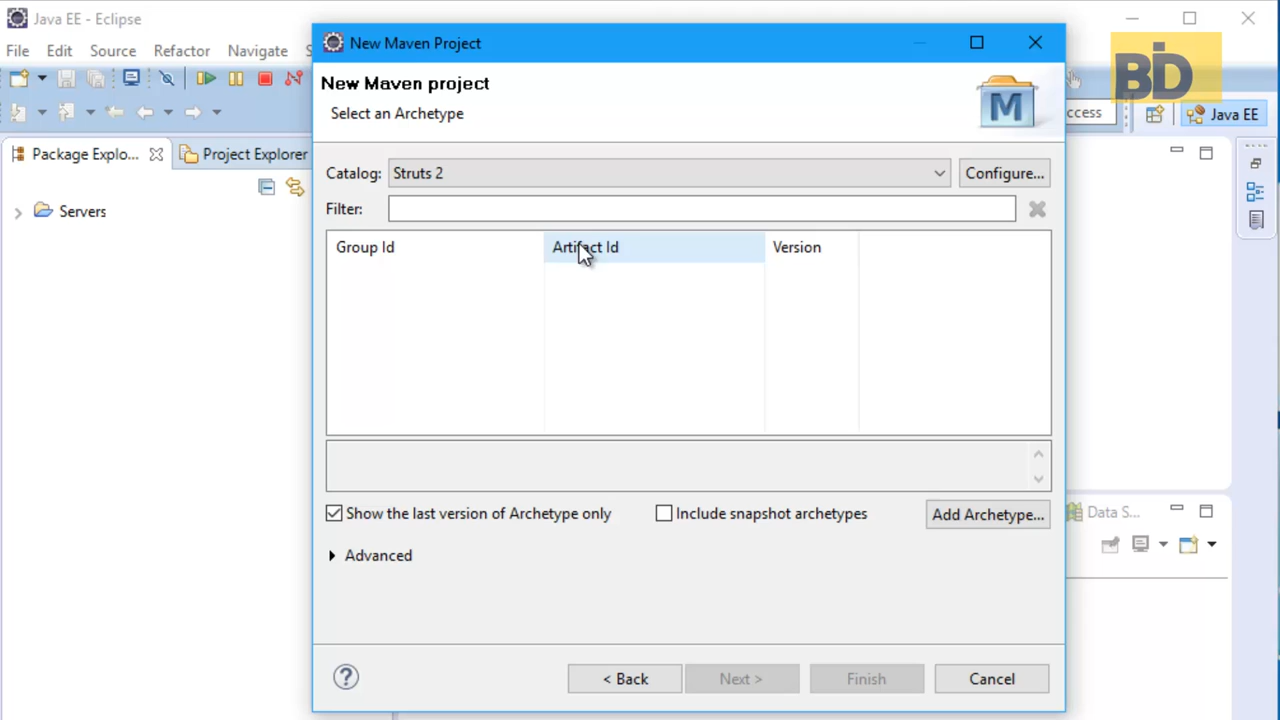 Java EE - Eclipse
File Edit Source Refactor Navigate
New Maven Project
New Maven project
Select an Archetype
M
BD
ccess
Java EE
Package Explo...
Project Explorer
Servers
Catalog: Struts 2 Configure...
Filter:
Group Id Artifact Id Version
Show the last version of Archetype only Include snapshot archetypes Add Archetype...
Advanced
Data S...
? < Back Next > Finish Cancel